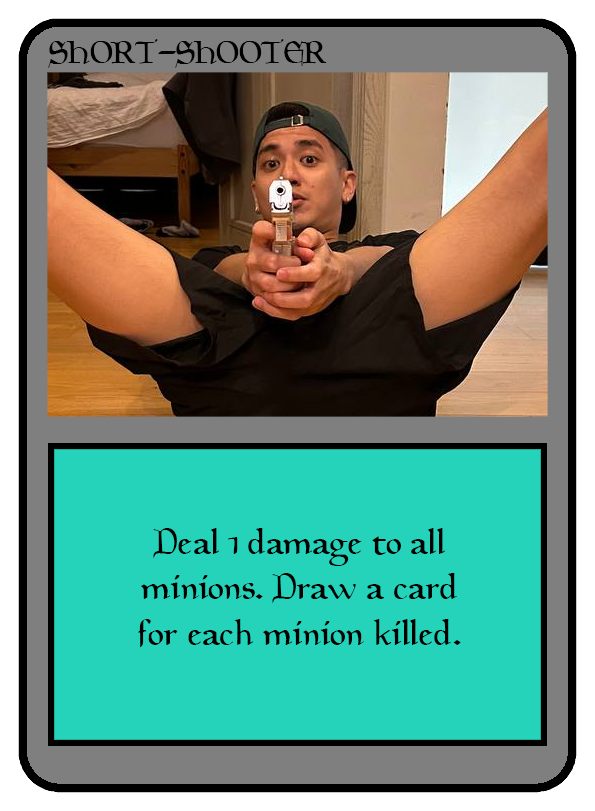 SHORT-SHOOTER
Deal 1 damage to all
minions. Draw a card
for each minion killed.